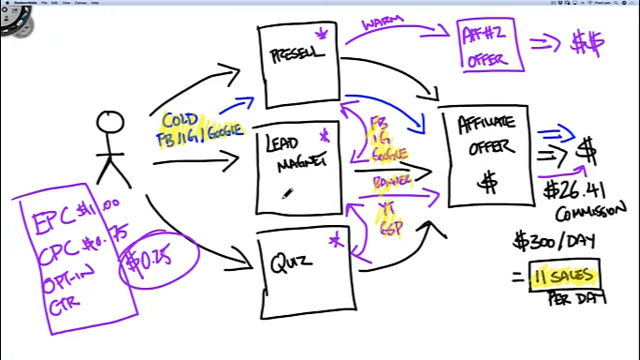 PRESELL
*
WARM
AFF#2
OFFER
$$$
COLD
FB/IG/GOOGLE
LEAD
MAGNET
*
FB
IG
GOOGLE
BANNER
YT
GSP
AFFILIATE
OFFER
$
$
$26.41
COMMISSION
$300/DAY
= 11 SALES
PER DAY
QUIZ
*
EPC $1.00
CPC $0.75
OPT-IN
CTR
$0.25